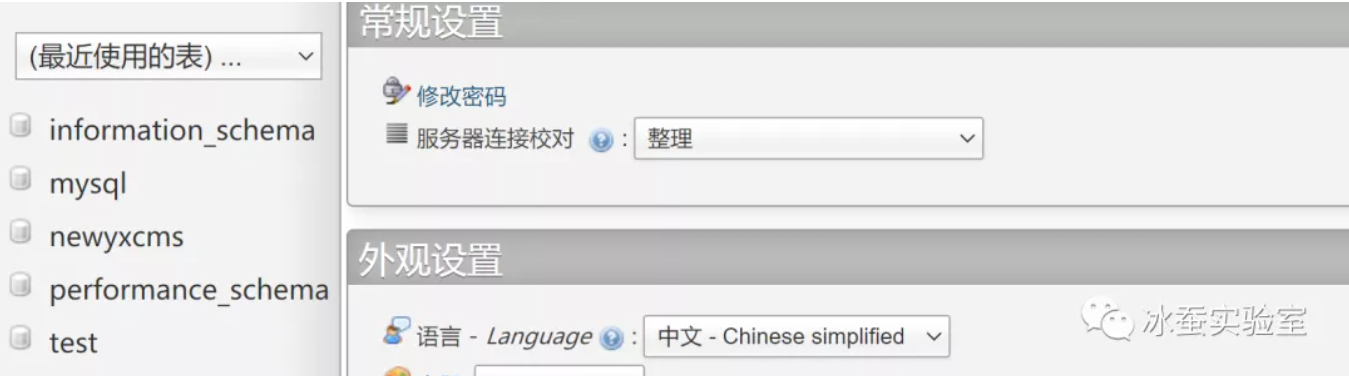 (最近使用的表) ...
information_schema
mysql
newyxcms
performance_schema
test
常规设置
修改密码
服务器连接校对 : 整理
外观设置
语言 - Language : 中文 - Chinese simplified
冰蚕实验室